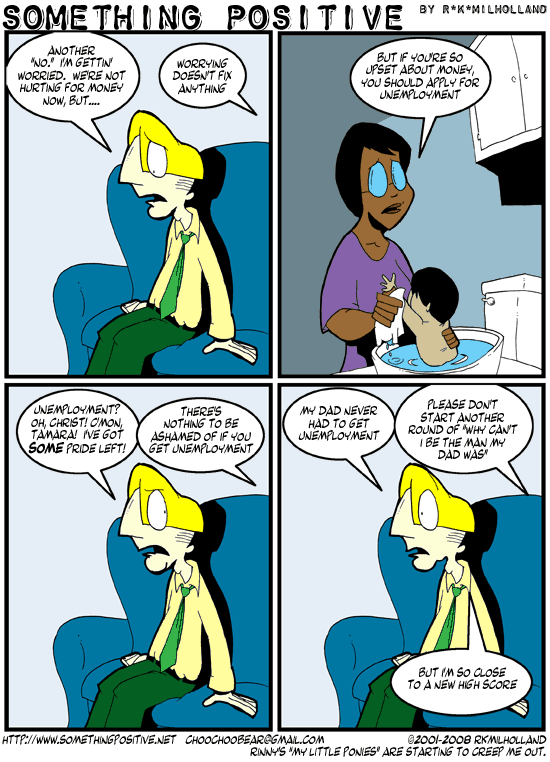 SOMETHING POSITIVE BY R*K*MILHOLLAND
ANOTHER
"NO." I'M GETTIN'
WORRIED. WE'RE NOT
HURTING FOR MONEY
NOW, BUT....
WORRYING
DOESN'T FIX
ANYTHING
BUT IF YOU'RE SO
UPSET ABOUT MONEY,
YOU SHOULD APPLY FOR
UNEMPLOYMENT
UNEMPLOYMENT?
OH, CHRIST! C'MON,
TAMARA! I'VE GOT
SOME PRIDE LEFT!
THERE'S
NOTHING TO BE
ASHAMED OF IF YOU
GET UNEMPLOYMENT
MY DAD NEVER
HAD TO GET
UNEMPLOYMENT
PLEASE DON'T
START ANOTHER
ROUND OF "WHY CAN'T
I BE THE MAN MY
DAD WAS"
BUT I'M SO CLOSE
TO A NEW HIGH SCORE
HTTP://WWW.SOMETHINGPOSITIVE.NET CHOOCHOOBEAR@GMAIL.COM ©2001-2008 RKMILHOLLAND
RINNY'S "MY LITTLE PONIES" ARE STARTING TO CREEP ME OUT.